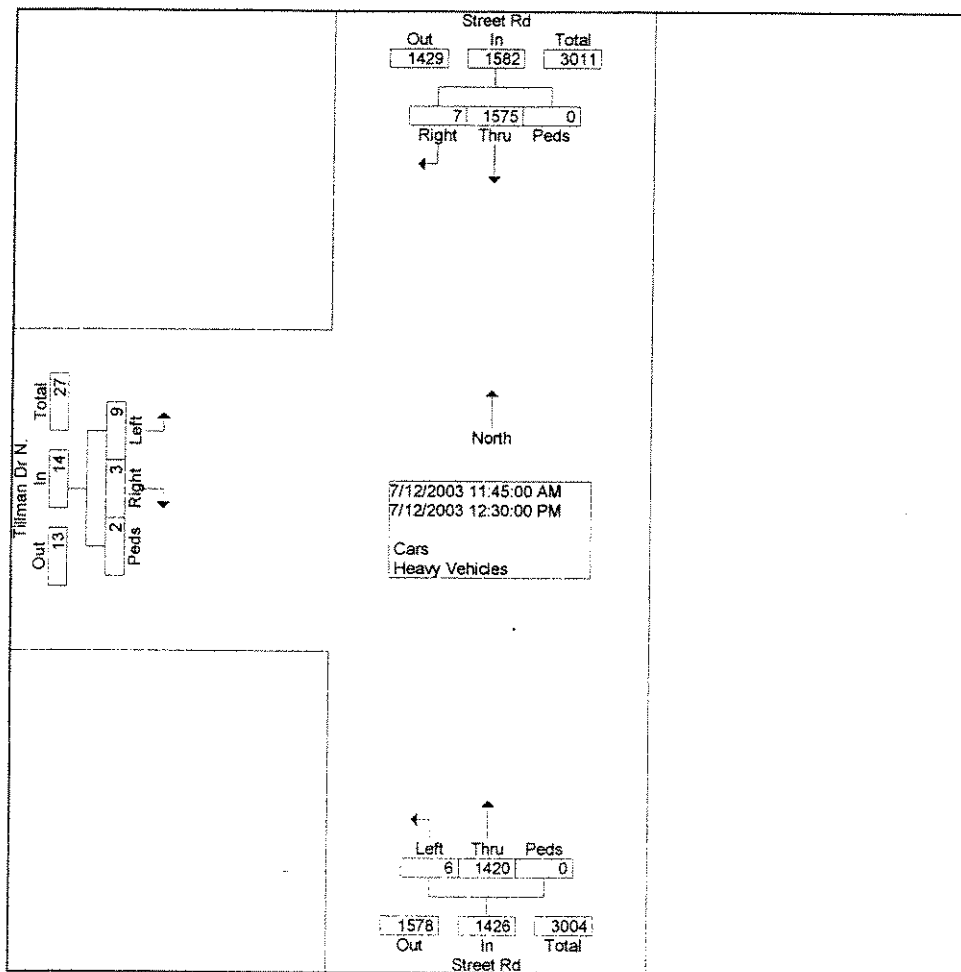 Street Rd
Out In Total
1429 1582 3011
7 1575 0
Right Thru Peds
Tillman Dr N.
Out In Total
13 14 27
2 3 9
Peds Right Left
North
7/12/2003 11:45:00 AM
7/12/2003 12:30:00 PM
Cars
Heavy Vehicles
Left Thru Peds
6 1420 0
1578 1426 3004
Out In Total
Street Rd